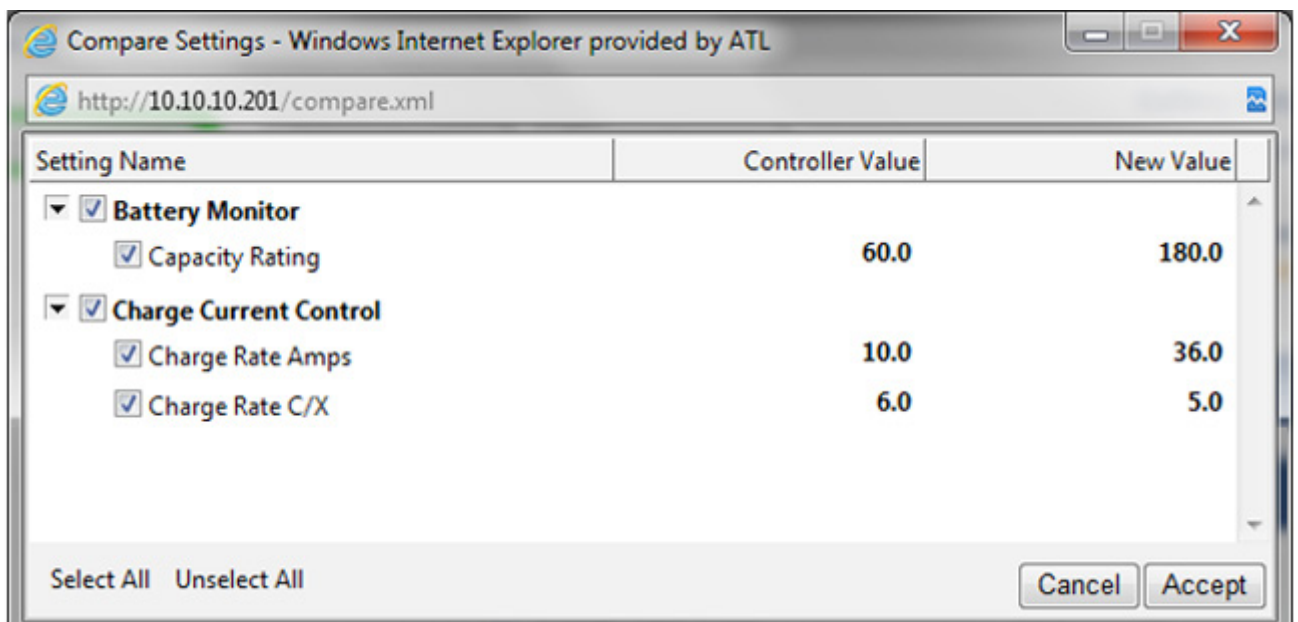 Compare Settings - Windows Internet Explorer provided by ATL
http://10.10.10.201/compare.xml
Setting Name Controller Value New Value
Battery Monitor
Capacity Rating 60.0 180.0
Charge Current Control
Charge Rate Amps 10.0 36.0
Charge Rate C/X 6.0 5.0
Select All Unselect All Cancel Accept